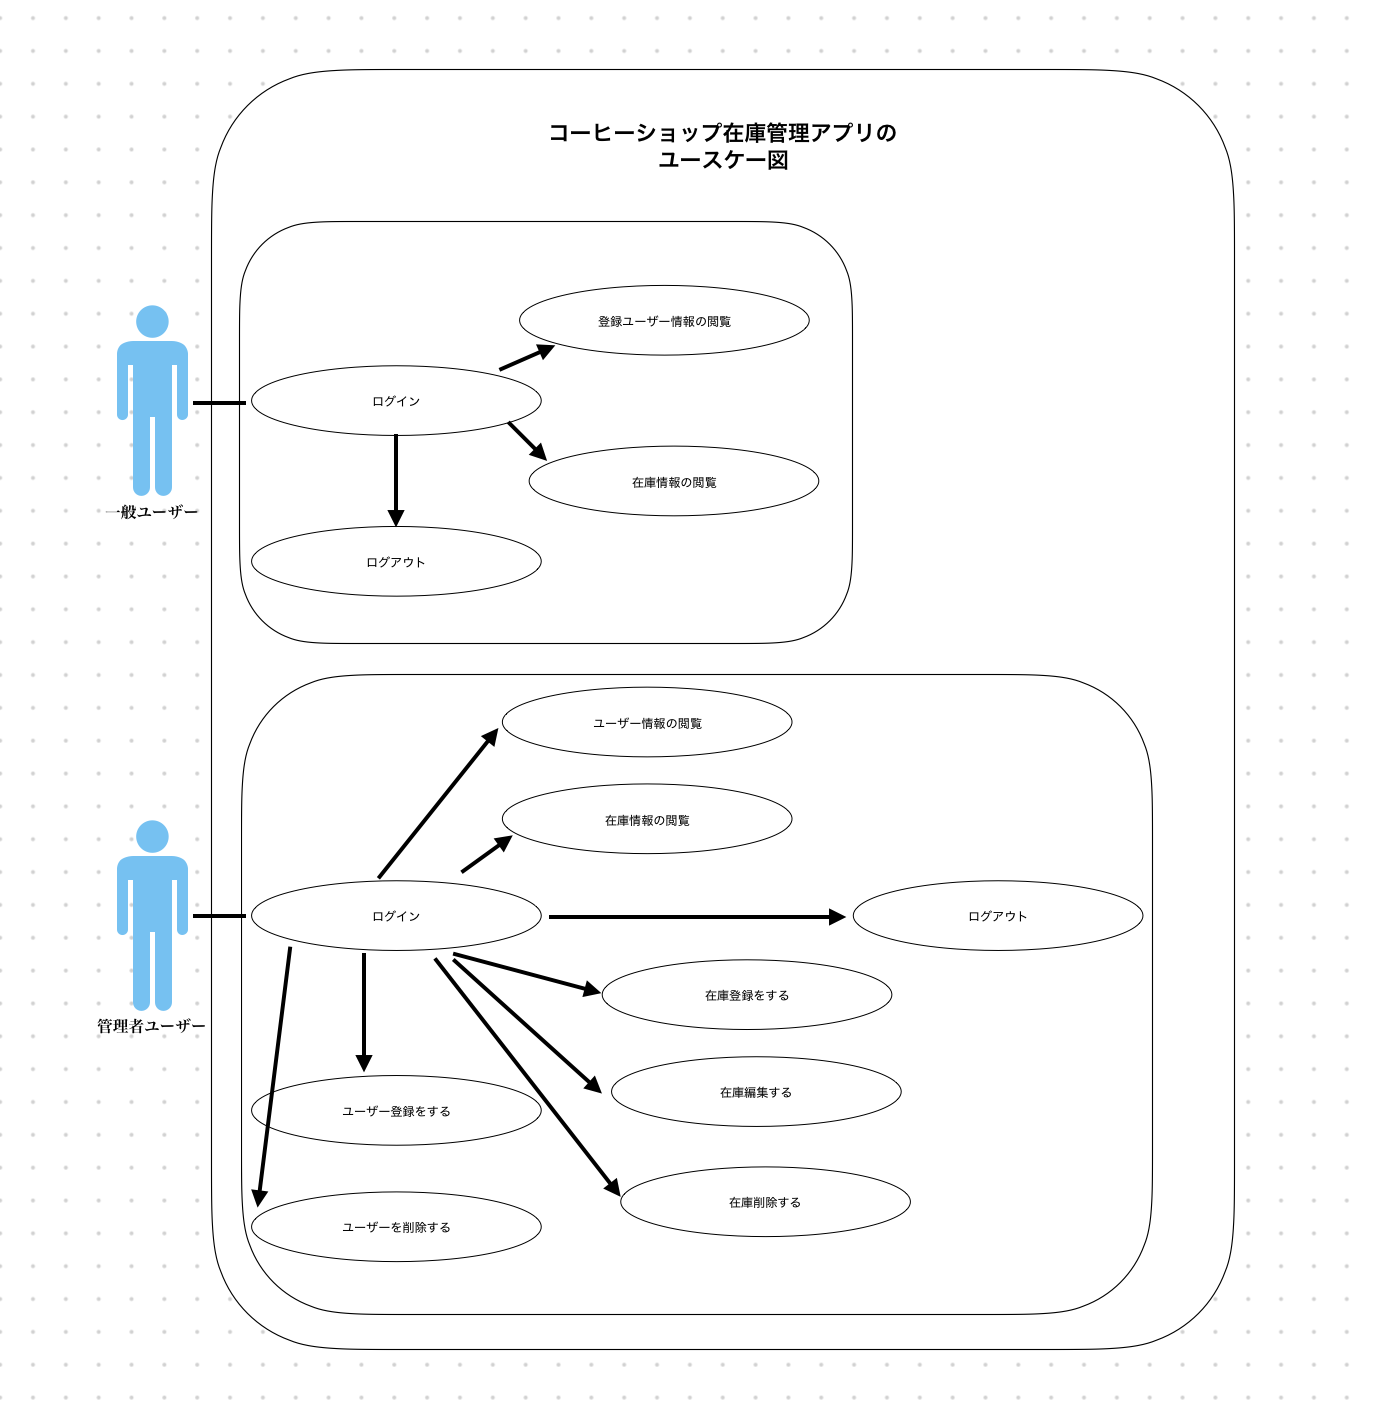 コーヒーショップ在庫管理アプリの
ユースケー図
登録ユーザー情報の閲覧
ログイン
在庫情報の閲覧
一般ユーザー
ログアウト
ユーザー情報の閲覧
在庫情報の閲覧
ログイン
ログアウト
在庫登録をする
管理者ユーザー
在庫編集する
ユーザー登録をする
在庫削除する
ユーザーを削除する